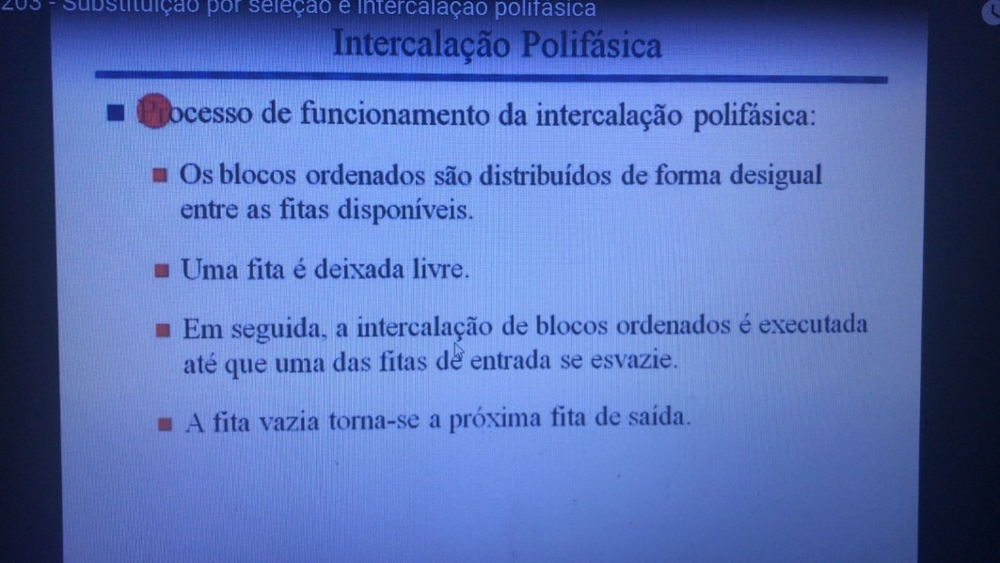 203 - Substituição por seleção e intercalação polifásica
Intercalação Polifásica
Processo de funcionamento da intercalação polifásica:
Os blocos ordenados são distribuídos de forma desigual
entre as fitas disponíveis.
Uma fita é deixada livre.
Em seguida, a intercalação de blocos ordenados é executada
até que uma das fitas de entrada se esvazie.
A fita vazia torna-se a próxima fita de saída.